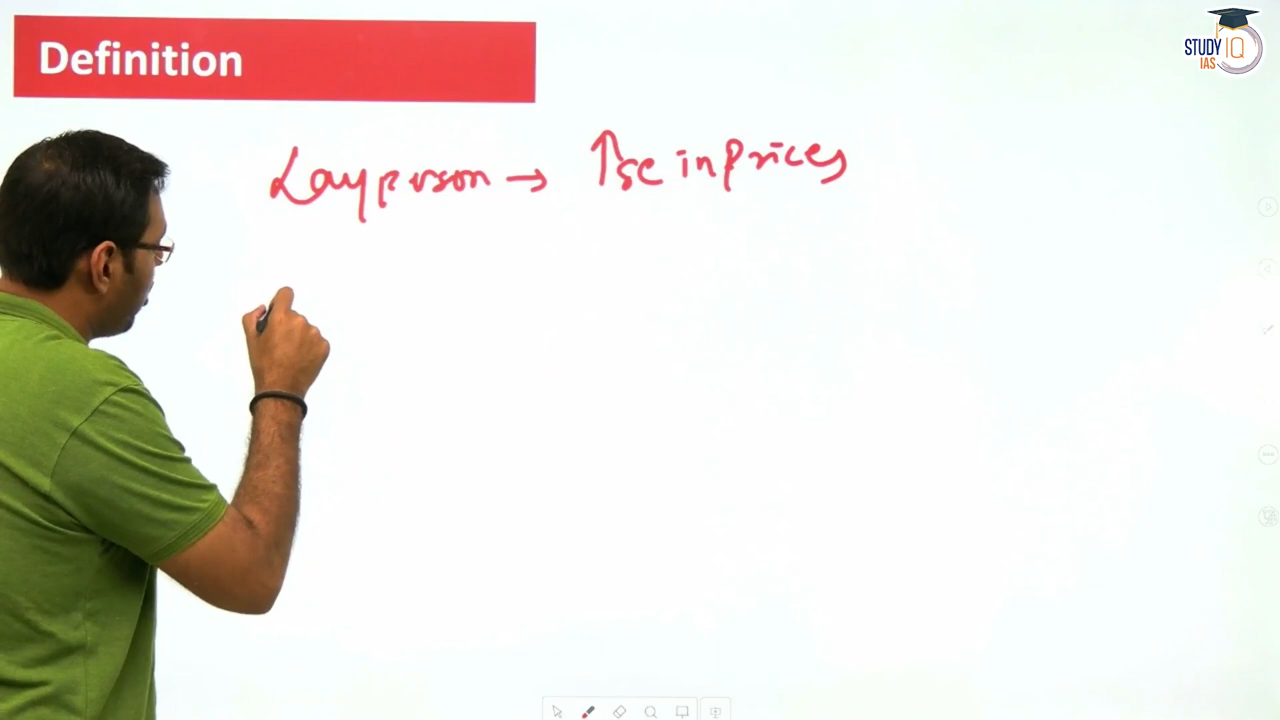 Definition
STUDY IQ
IAS
Layperson → ↑se in Prices